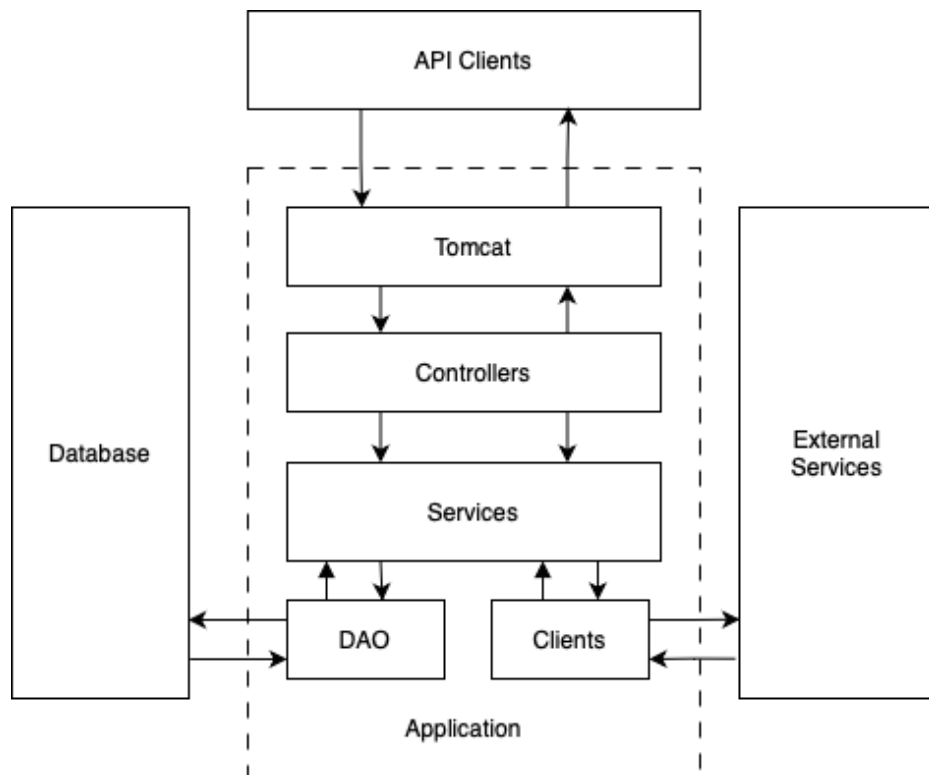 API Clients
Tomcat
Controllers
Database
External
Services
Services
DAO
Clients
Application